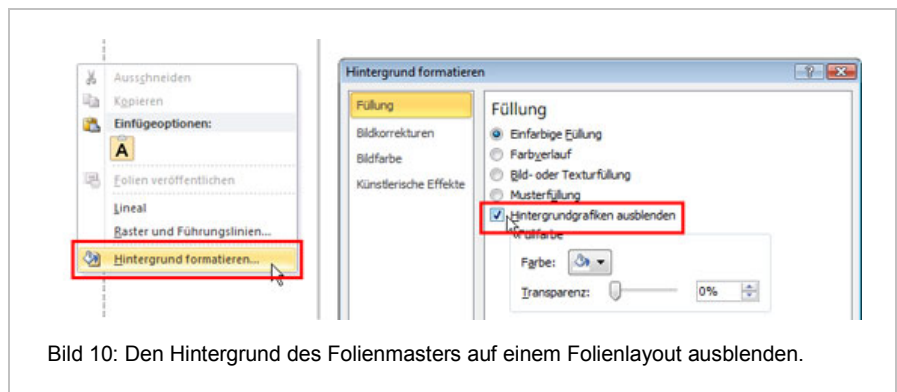 Ausschneiden
Kopieren
Einfügeoptionen:
A
Folien veröffentlichen
Lineal
Raster und Führungslinien...
Hintergrund formatieren...
Hintergrund formatieren
Füllung
Bildkorrekturen
Bildfarbe
Künstlerische Effekte
Füllung
Einfarbige Füllung
Farbverlauf
Bild- oder Texturfüllung
Musterfüllung
Hintergrundgrafiken ausblenden
Füllfarbe
Farbe:
Transparenz: 0%
Bild 10: Den Hintergrund des Folienmasters auf einem Folienlayout ausblenden.